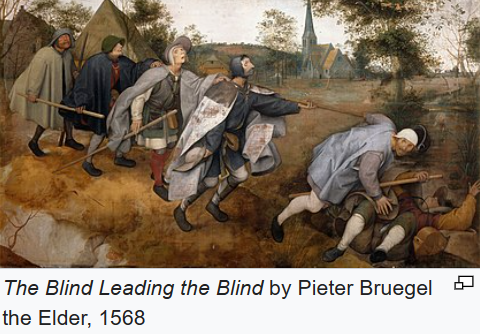 The Blind Leading the Blind by Pieter Bruegel
the Elder, 1568